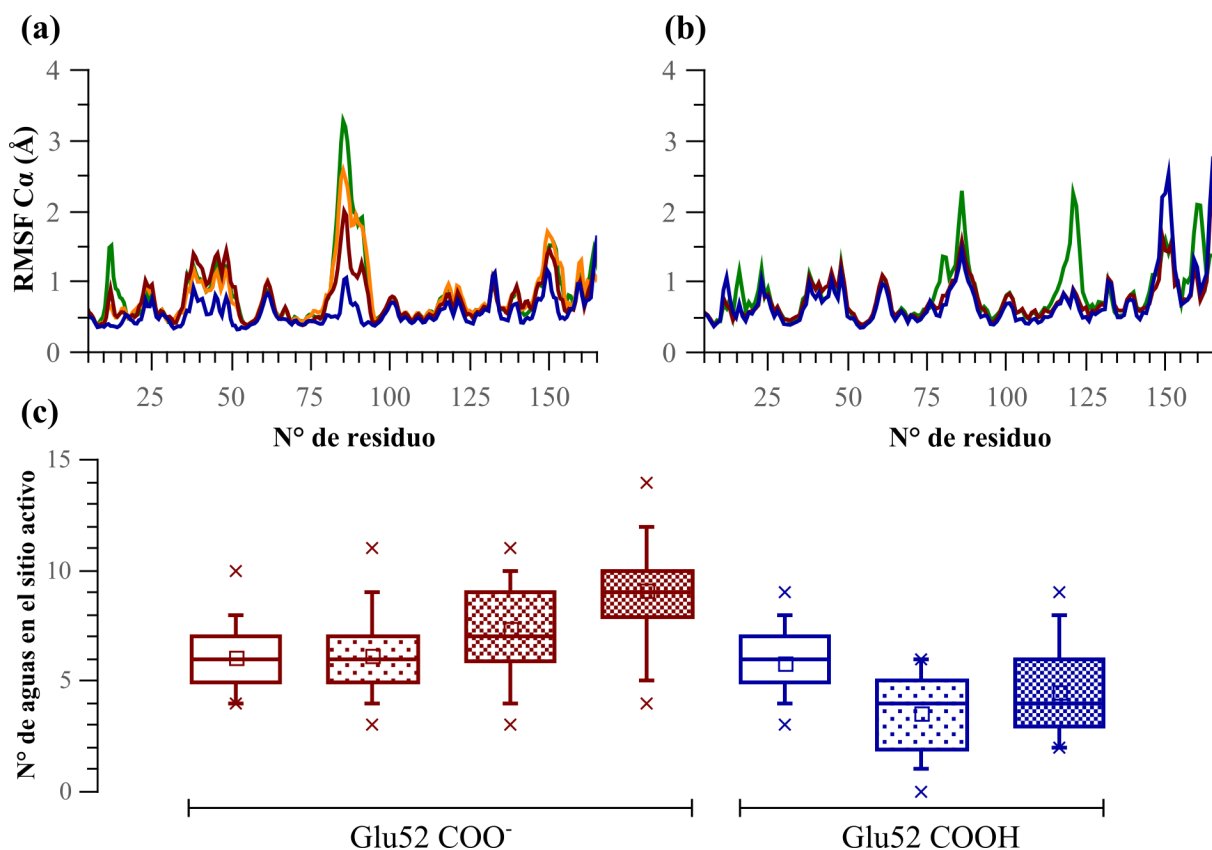 (a)
(b)
RMSF Cα (Å)
4
3
2
1
0
25
50
75
100
125
150
N° de residuo
4
3
2
1
0
25
50
75
100
125
150
N° de residuo
(c)
N° de aguas en el sitio activo
15
10
5
0
Glu52 COO⁻
Glu52 COOH